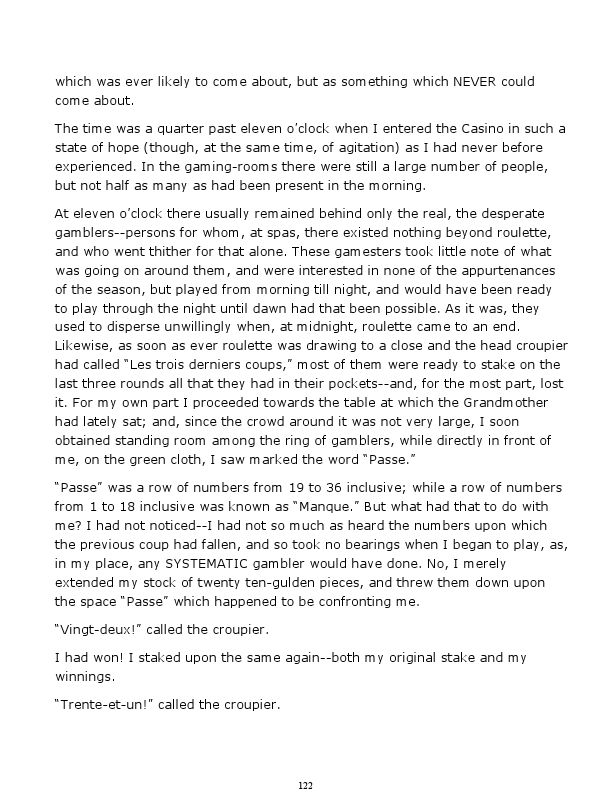 which was ever likely to come about, but as something which NEVER could
come about.
The time was a quarter past eleven o’clock when I entered the Casino in such a
state of hope (though, at the same time, of agitation) as I had never before
experienced. In the gaming-rooms there were still a large number of people,
but not half as many as had been present in the morning.
At eleven o’clock there usually remained behind only the real, the desperate
gamblers--persons for whom, at spas, there existed nothing beyond roulette,
and who went thither for that alone. These gamesters took little note of what
was going on around them, and were interested in none of the appurtenances
of the season, but played from morning till night, and would have been ready
to play through the night until dawn had that been possible. As it was, they
used to disperse unwillingly when, at midnight, roulette came to an end.
Likewise, as soon as ever roulette was drawing to a close and the head croupier
had called “Les trois derniers coups,” most of them were ready to stake on the
last three rounds all that they had in their pockets--and, for the most part, lost
it. For my own part I proceeded towards the table at which the Grandmother
had lately sat; and, since the crowd around it was not very large, I soon
obtained standing room among the ring of gamblers, while directly in front of
me, on the green cloth, I saw marked the word “Passe.”
“Passe” was a row of numbers from 19 to 36 inclusive; while a row of numbers
from 1 to 18 inclusive was known as “Manque.” But what had that to do with
me? I had not noticed--I had not so much as heard the numbers upon which
the previous coup had fallen, and so took no bearings when I began to play, as,
in my place, any SYSTEMATIC gambler would have done. No, I merely
extended my stock of twenty ten-gulden pieces, and threw them down upon
the space “Passe” which happened to be confronting me.
“Vingt-deux!” called the croupier.
I had won! I staked upon the same again--both my original stake and my
winnings.
“Trente-et-un!” called the croupier.
122